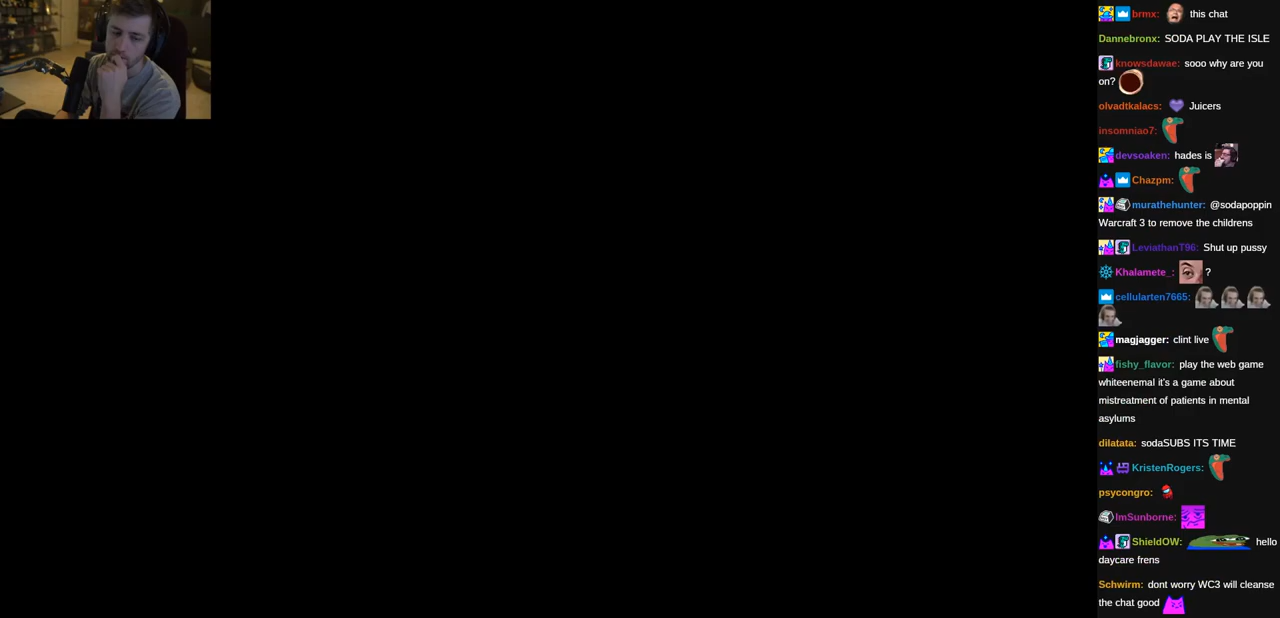 brmx: this chat
Dannebronx: SODA PLAY THE ISLE
knowsdawae: sooo why are you
on?
olvadtkalacs: Juicers
insomniao7:
devsoaken: hades is
Chazpm:
murathehunter: @sodapoppin
Warcraft 3 to remove the childrens
LeviathanT96: Shut up pussy
Khalamete_: ?
cellularten7665:
magjagger: clint live
fishy_flavor: play the web game
whiteenemal it's a game about
mistreatment of patients in mental
asylums
dilatata: sodaSUBS ITS TIME
KristenRogers:
psycongro:
ImSunborne:
ShieldOW: hello
daycare frens
Schwirm: dont worry WC3 will cleanse
the chat good